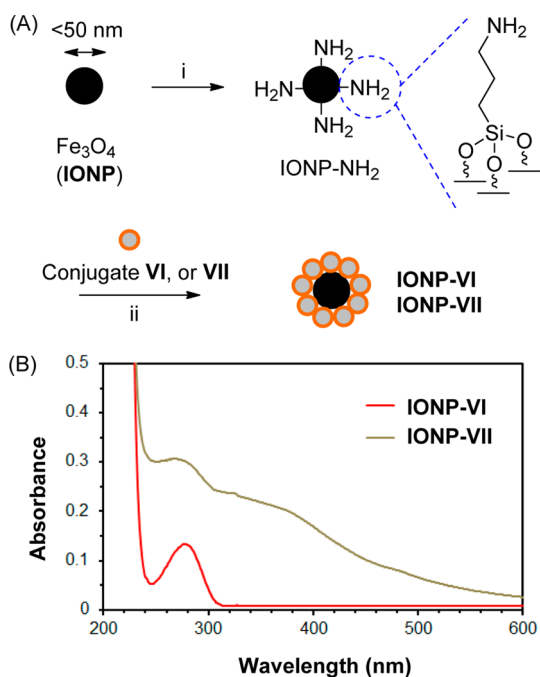 (A)
<50 nm
i
Fe₃O₄
(IONP)
NH₂
H₂N
NH₂
NH₂
IONP-NH₂
NH₂
Si
O
O
O
Conjugate VI, or VII
ii
IONP-VI
IONP-VII
(B)
0.5
0.4
0.3
0.2
0.1
0
Absorbance
IONP-VI
IONP-VII
200
300
400
500
600
Wavelength (nm)